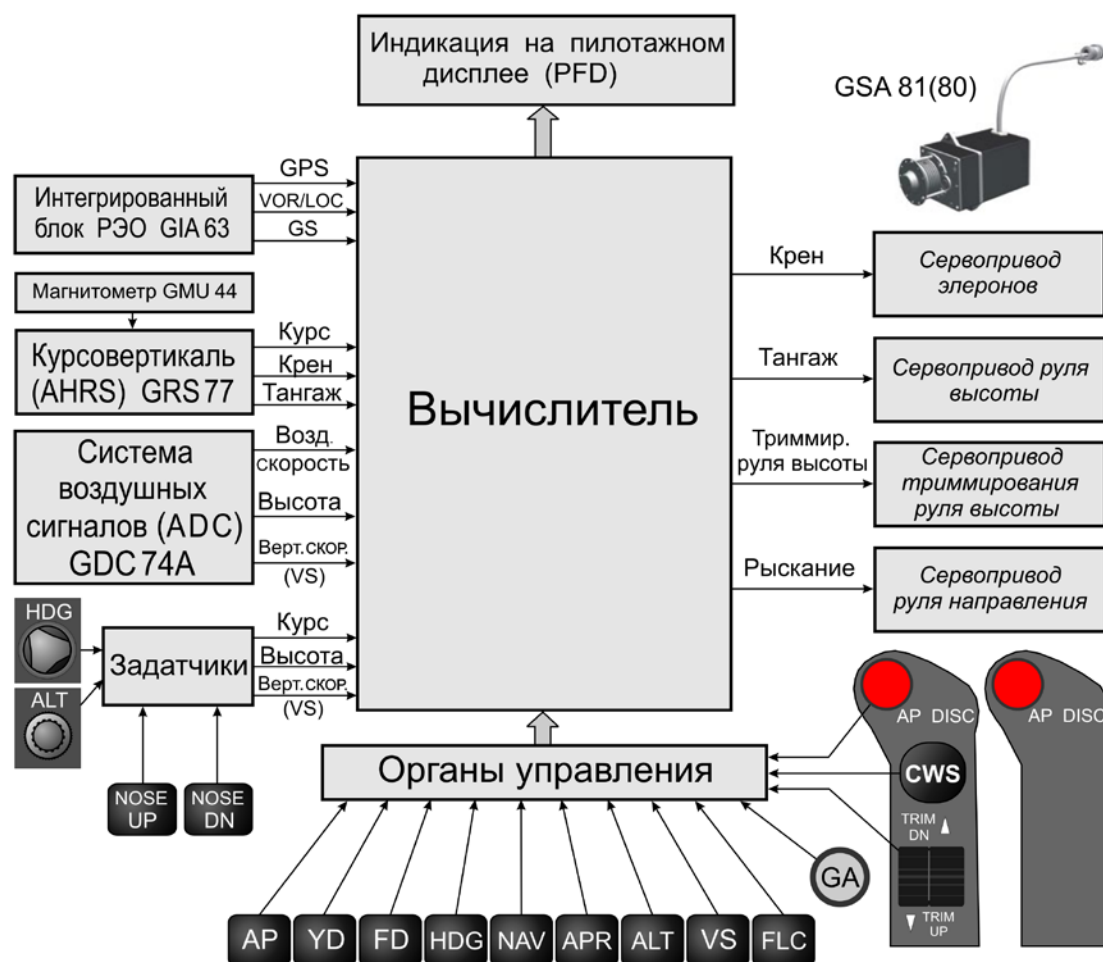 Индикация на пилотажном
дисплее (PFD)
GSA 81(80)
Интегрированный
блок РЭО GIA 63
GPS
VOR/LOC
GS
Магнитометр GMU 44
Курсовертикаль
(AHRS) GRS 77
Курс
Крен
Тангаж
Система
воздушных
сигналов (ADC)
GDC 74A
Возд.
скорость
Высота
Верт.скор.
(VS)
HDG
ALT
Задатчики
Курс
Высота
Верт.скор.
(VS)
NOSE
UP
NOSE
DN
Вычислитель
Крен
Сервопривод
элеронов
Тангаж
Сервопривод руля
высоты
Триммир.
руля высоты
Сервопривод
триммирования
руля высоты
Рыскание
Сервопривод
руля направления
Органы управления
AP DISC
CWS
TRIM
DN
TRIM
UP
AP DISC
GA
AP
YD
FD
HDG
NAV
APR
ALT
VS
FLC